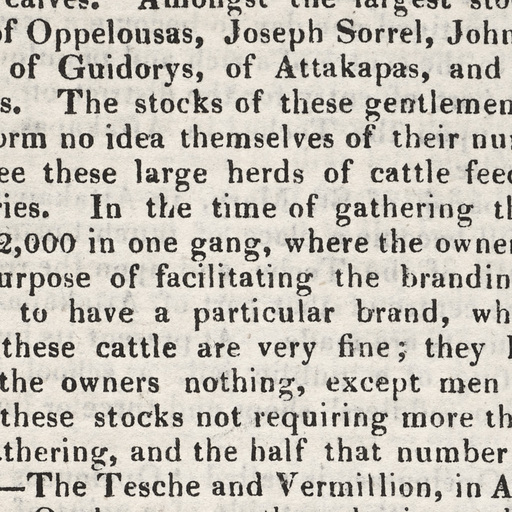 calves. Amongst the largest sto
of Oppelousas, Joseph Sorrel, John
of Guidorys, of Attakapas, and
s. The stocks of these gentlemen
orm no idea themselves of their nu
ee these large herds of cattle fee
ries. In the time of gathering th
2,000 in one gang, where the owner
urpose of facilitating the brandin
to have a particular brand, wh
these cattle are very fine; they
the owners nothing, except men
these stocks not requiring more th
thering, and the half that number
—The Tesche and Vermillion, in A